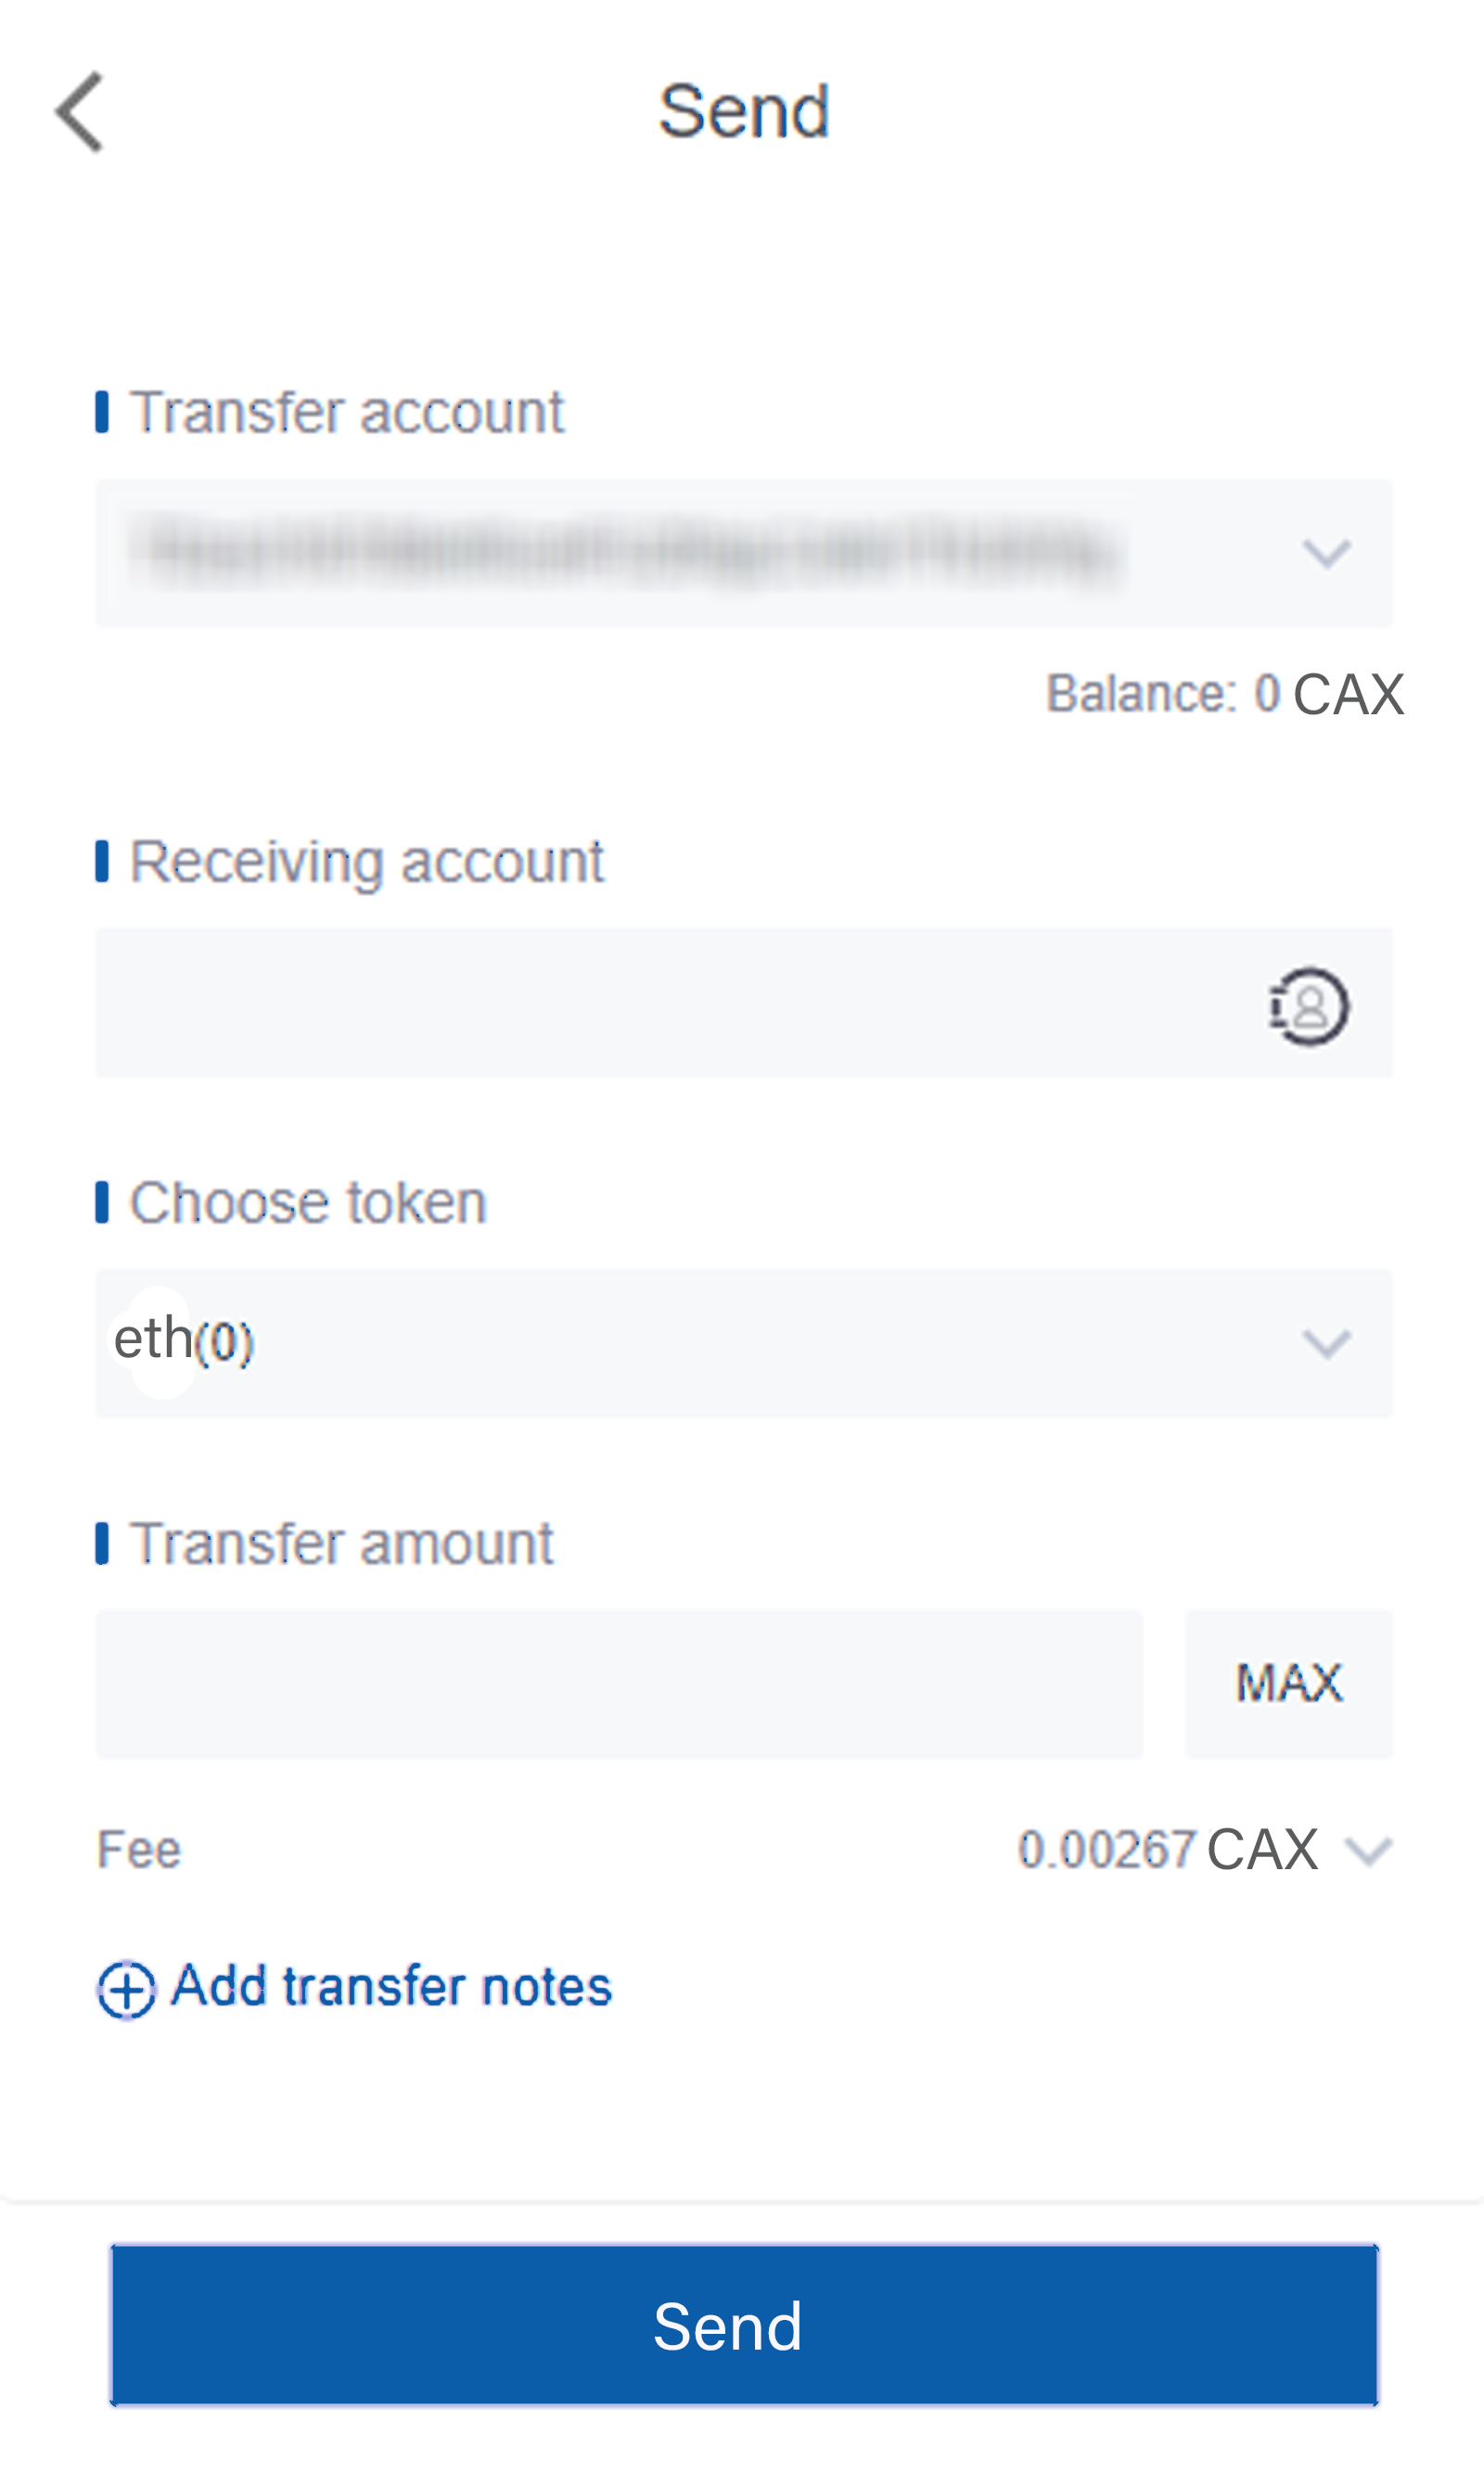 Send
Transfer account
Balance: 0 CAX
Receiving account
Choose token
eth(0)
Transfer amount
MAX
Fee 0.00267 CAX
Add transfer notes
Send